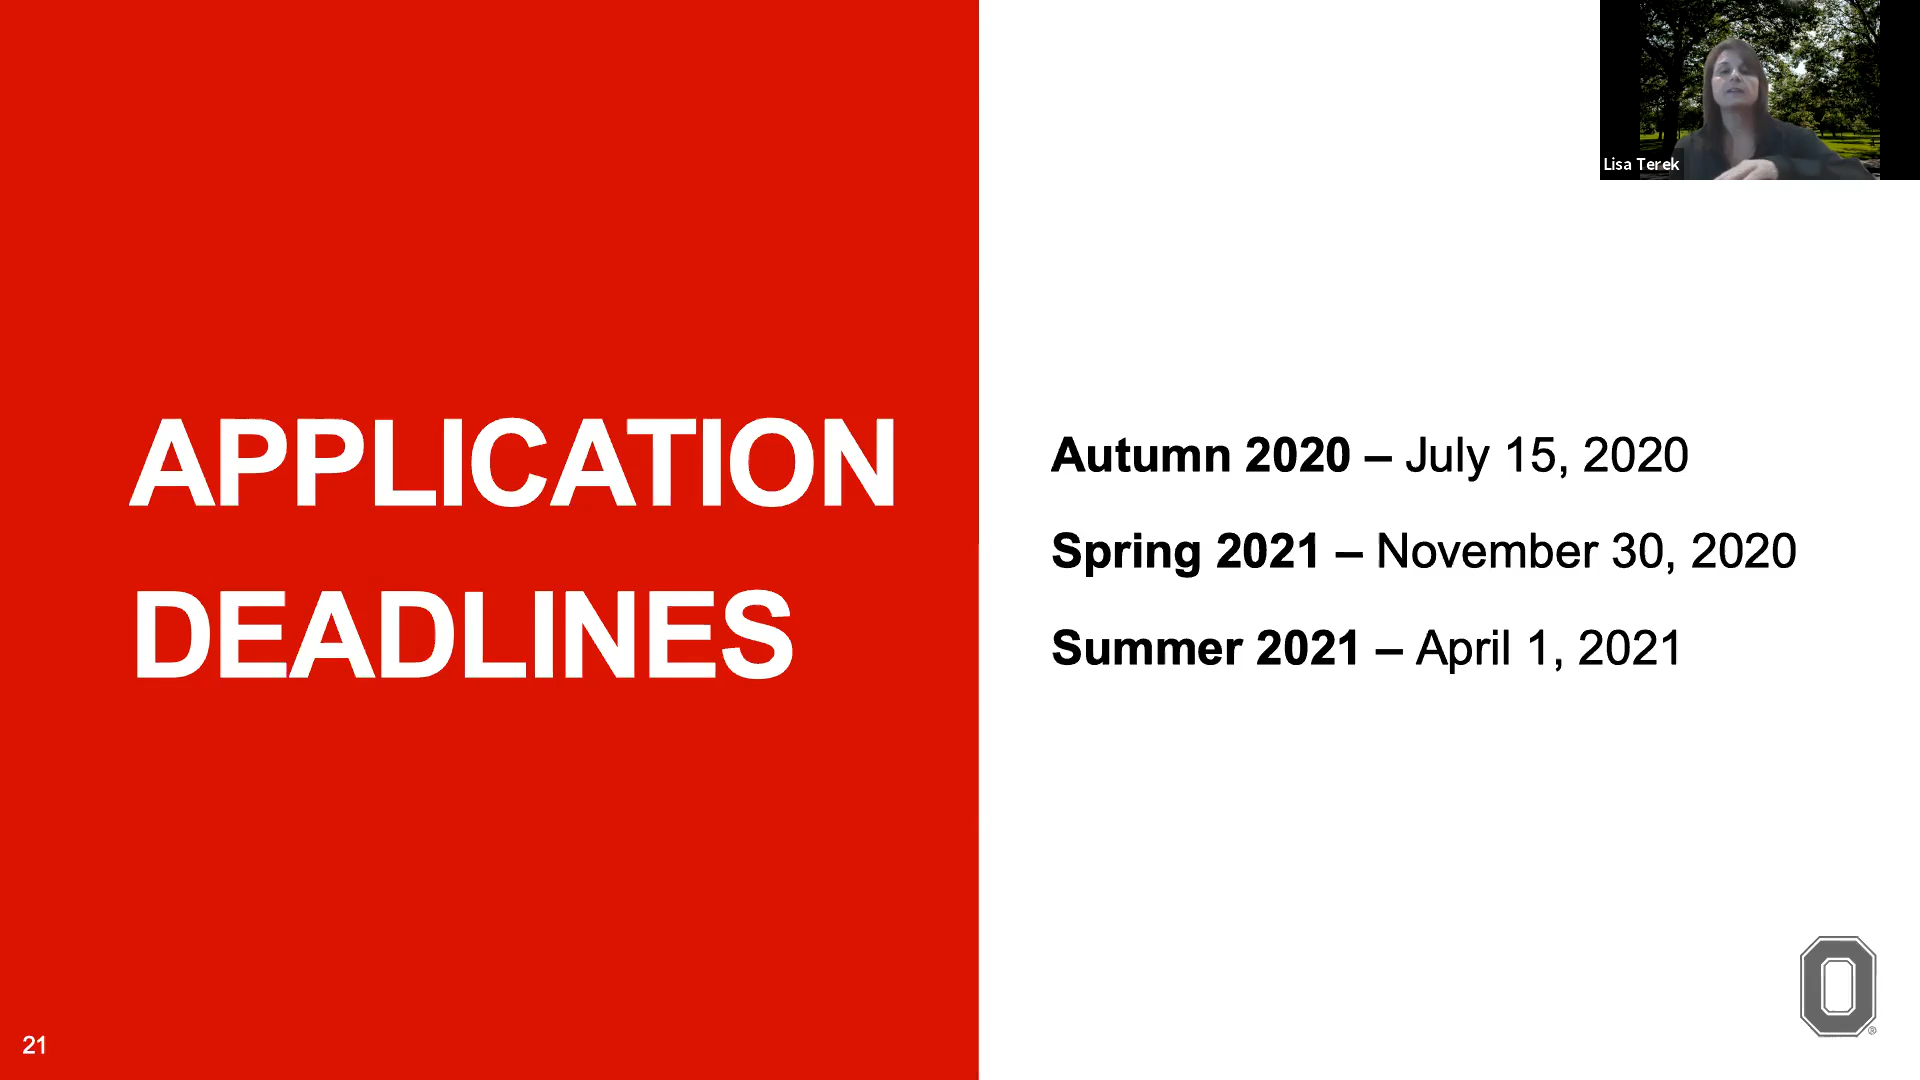 Lisa Terek
APPLICATION
DEADLINES
Autumn 2020 – July 15, 2020
Spring 2021 – November 30, 2020
Summer 2021 – April 1, 2021
O
®
21